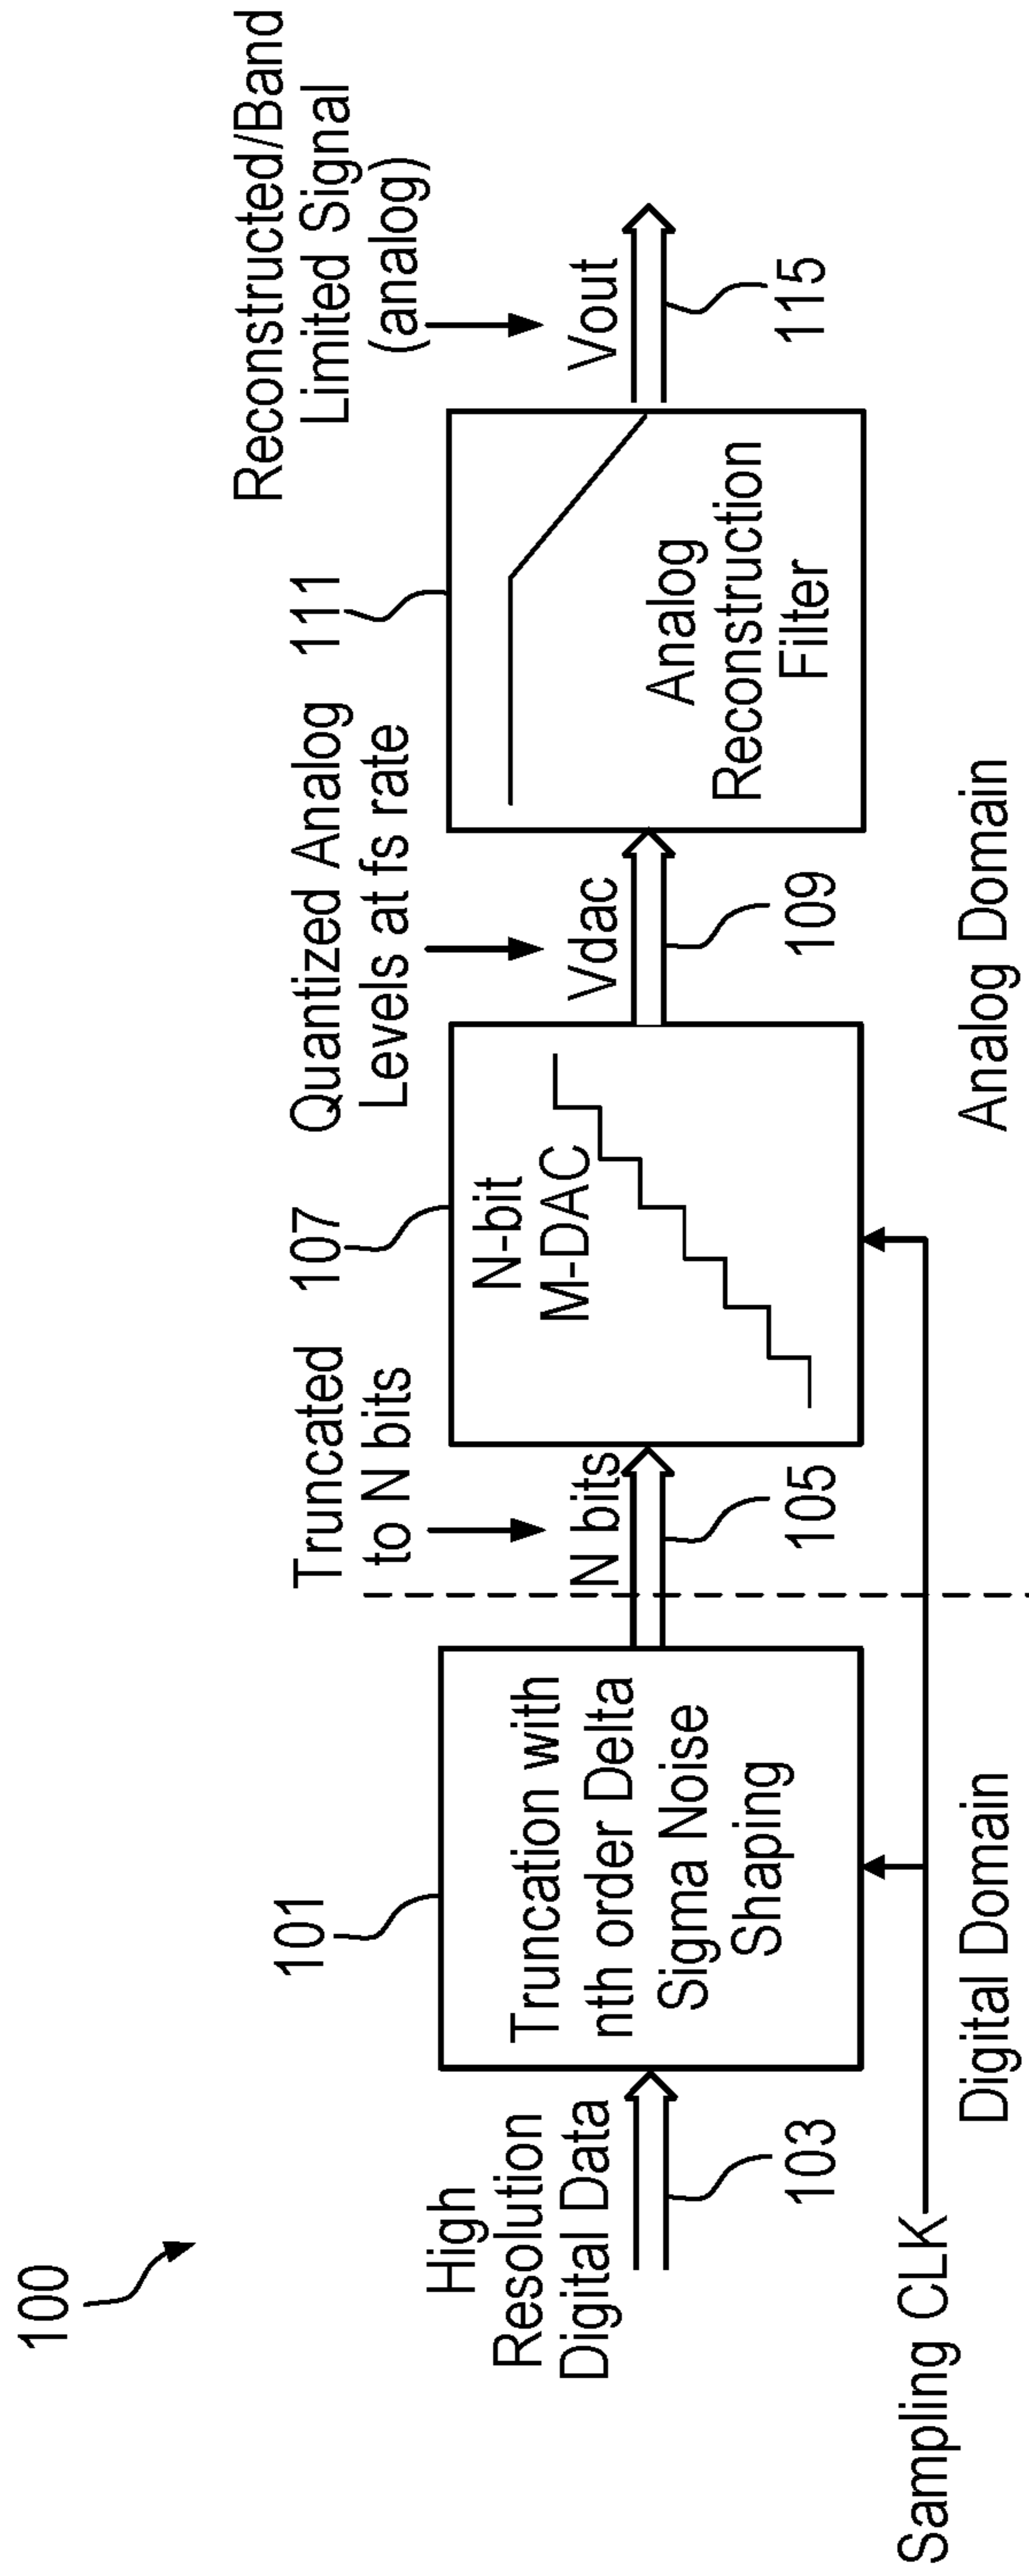 100
High
Resolution
Digital Data
103
101
Truncation with
nth order Delta
Sigma Noise
Shaping
Truncated
to N bits
N bits
105
107
N-bit
M-DAC
Quantized Analog
Levels at fs rate
Vdac
109
111
Analog
Reconstruction
Filter
Reconstructed/Band
Limited Signal
(analog)
Vout
115
Sampling CLK
Digital Domain
Analog Domain